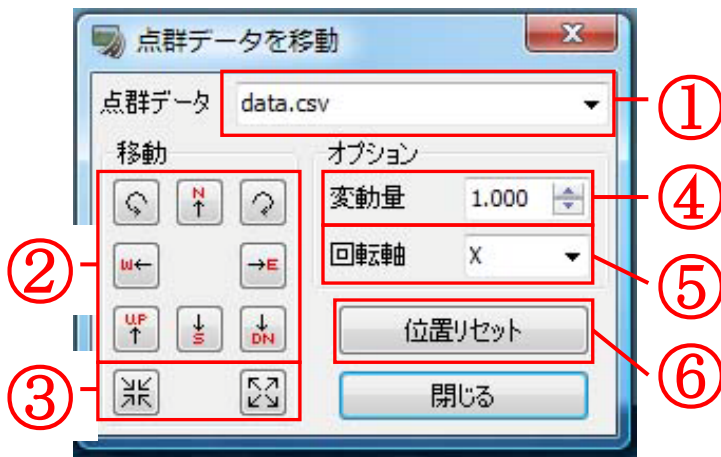 点群データを移動
点群データ data.csv ①
移動 オプション
N 変動量 1.000 ④
② W E 回転軸 X ⑤
UP S DN 位置リセット ⑥
③ 閉じる